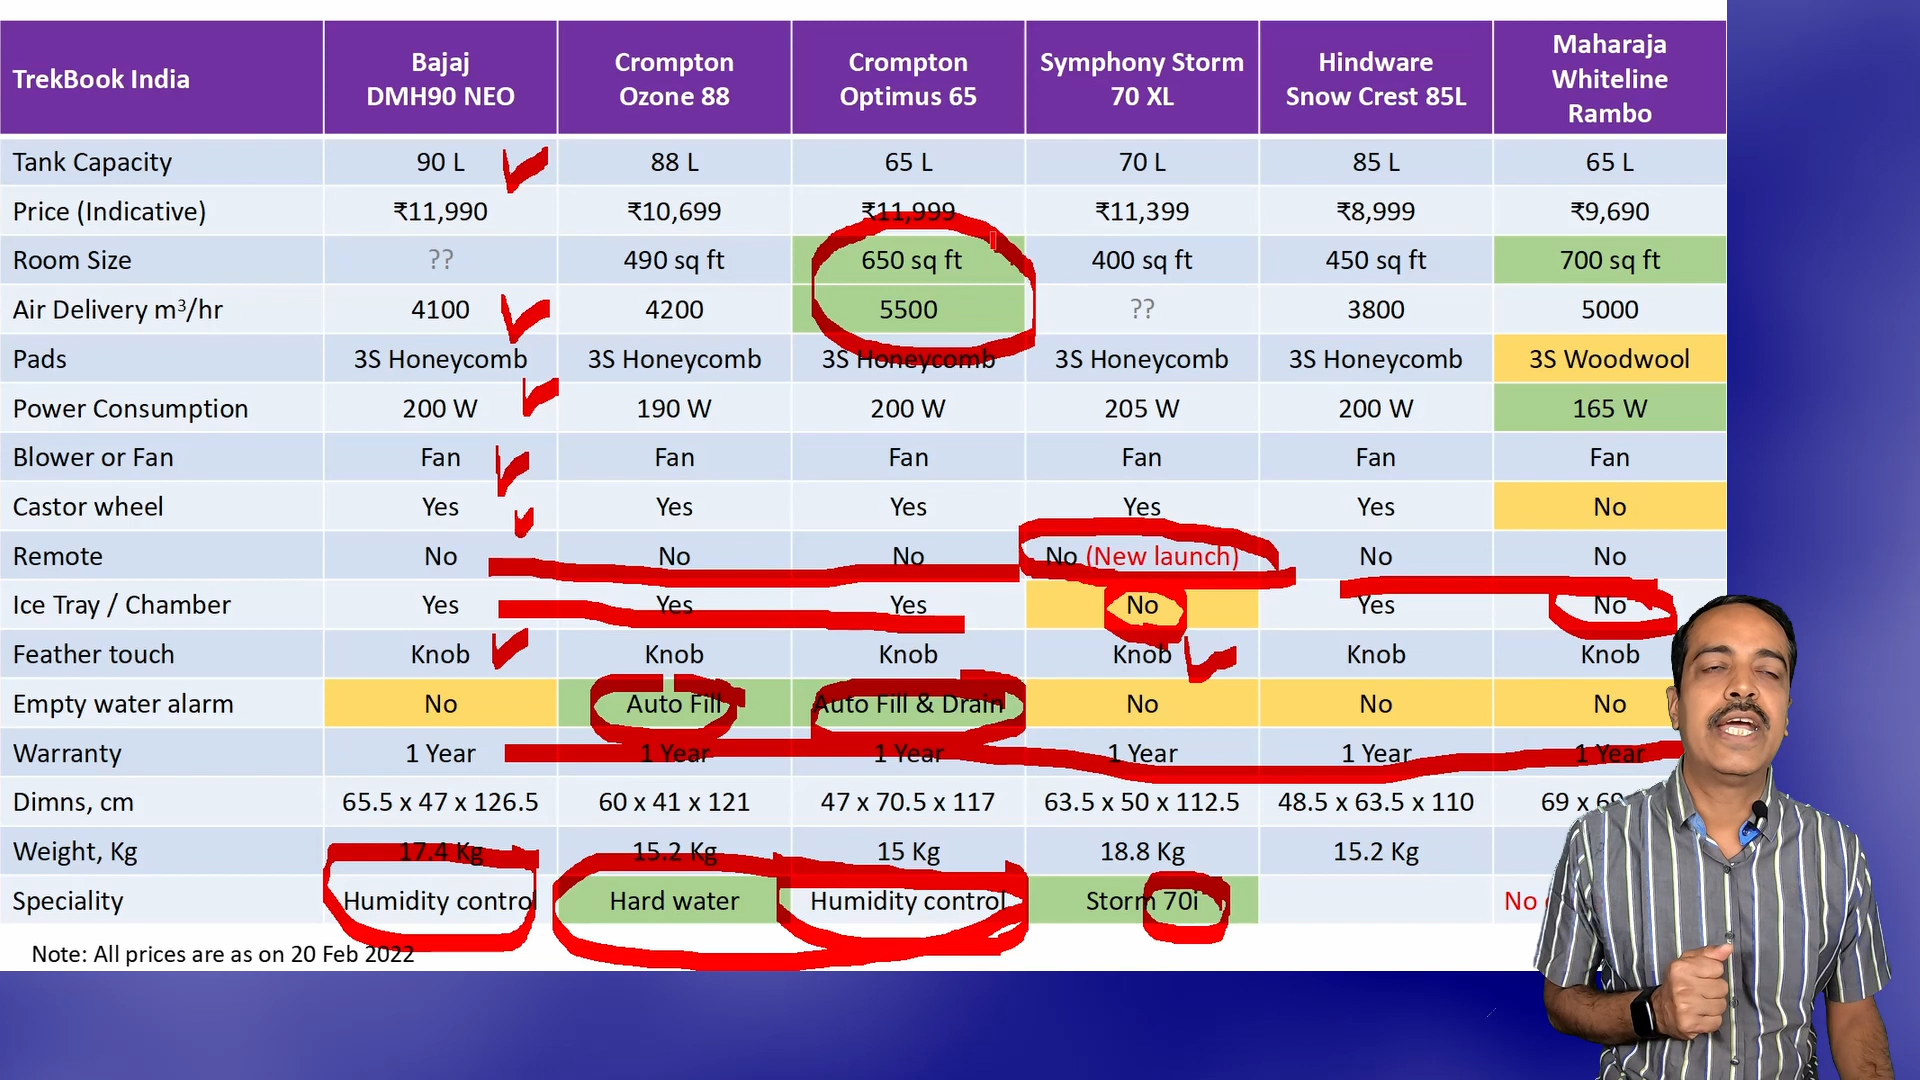 TrekBook India
Bajaj
DMH90 NEO
Crompton
Ozone 88
Crompton
Optimus 65
Symphony Storm
70 XL
Hindware
Snow Crest 85L
Maharaja
Whiteline
Rambo
Tank Capacity 90 L 88 L 65 L 70 L 85 L 65 L
Price (Indicative) ₹11,990 ₹10,699 ₹11,999 ₹11,399 ₹8,999 ₹9,690
Room Size ?? 490 sq ft 650 sq ft 400 sq ft 450 sq ft 700 sq ft
Air Delivery m³/hr 4100 4200 5500 ?? 3800 5000
Pads 3S Honeycomb 3S Honeycomb 3S Honeycomb 3S Honeycomb 3S Honeycomb 3S Woodwool
Power Consumption 200 W 190 W 200 W 205 W 200 W 165 W
Blower or Fan Fan Fan Fan Fan Fan Fan
Castor wheel Yes Yes Yes Yes Yes No
Remote No No No No (New launch) No No
Ice Tray / Chamber Yes Yes Yes No Yes No
Feather touch Knob Knob Knob Knob Knob Knob
Empty water alarm No Auto Fill Auto Fill & Drain No No No
Warranty 1 Year 1 Year 1 Year 1 Year 1 Year 1 Year
Dimns, cm 65.5 x 47 x 126.5 60 x 41 x 121 47 x 70.5 x 117 63.5 x 50 x 112.5 48.5 x 63.5 x 110 69 x
Weight, Kg 17.4 Kg 15.2 Kg 15 Kg 18.8 Kg 15.2 Kg
Speciality Humidity control Hard water Humidity control Storm 70i No
Note: All prices are as on 20 Feb 2022